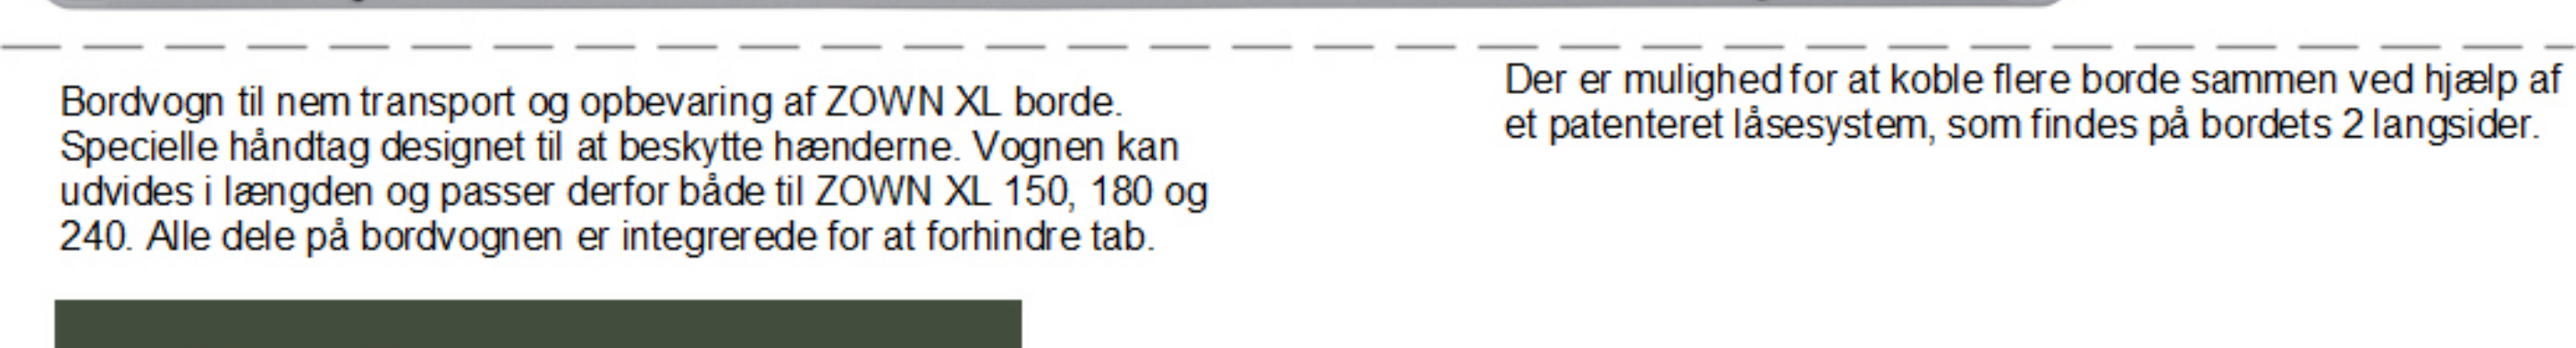 Bordvogn til nem transport og opbevaring af ZOWN XL borde.
Specielle håndtag designet til at beskytte hænderne. Vognen kan
udvides i længden og passer derfor både til ZOWN XL 150, 180 og
240. Alle dele på bordvognen er integrerede for at forhindre tab.
Der er mulighed for at koble flere borde sammen ved hjælp af
et patenteret låsesystem, som findes på bordets 2 langsider.